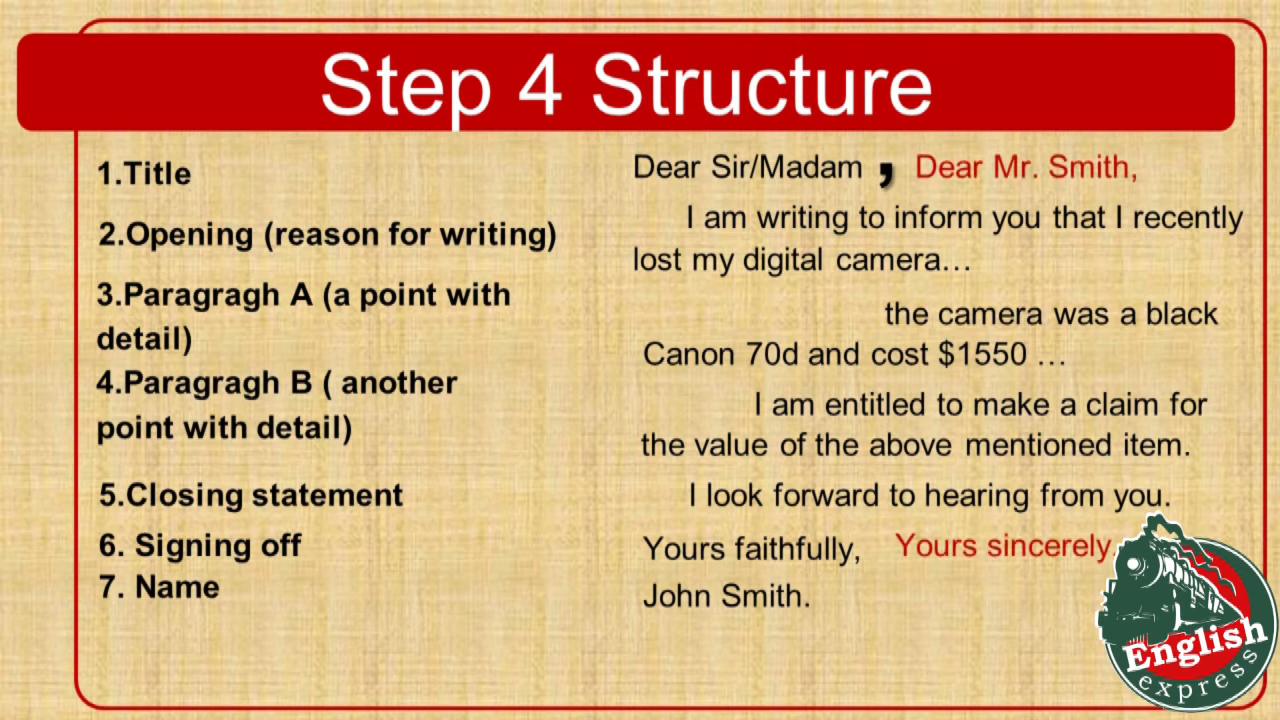 Step 4 Structure
1.Title
2.Opening (reason for writing)
3.Paragragh A (a point with
detail)
4.Paragragh B ( another
point with detail)
5.Closing statement
6. Signing off
7. Name
Dear Sir/Madam , Dear Mr. Smith,
I am writing to inform you that I recently
lost my digital camera…
the camera was a black
Canon 70d and cost $1550 …
I am entitled to make a claim for
the value of the above mentioned item.
I look forward to hearing from you.
Yours faithfully, Yours sincerely
John Smith.
English
express